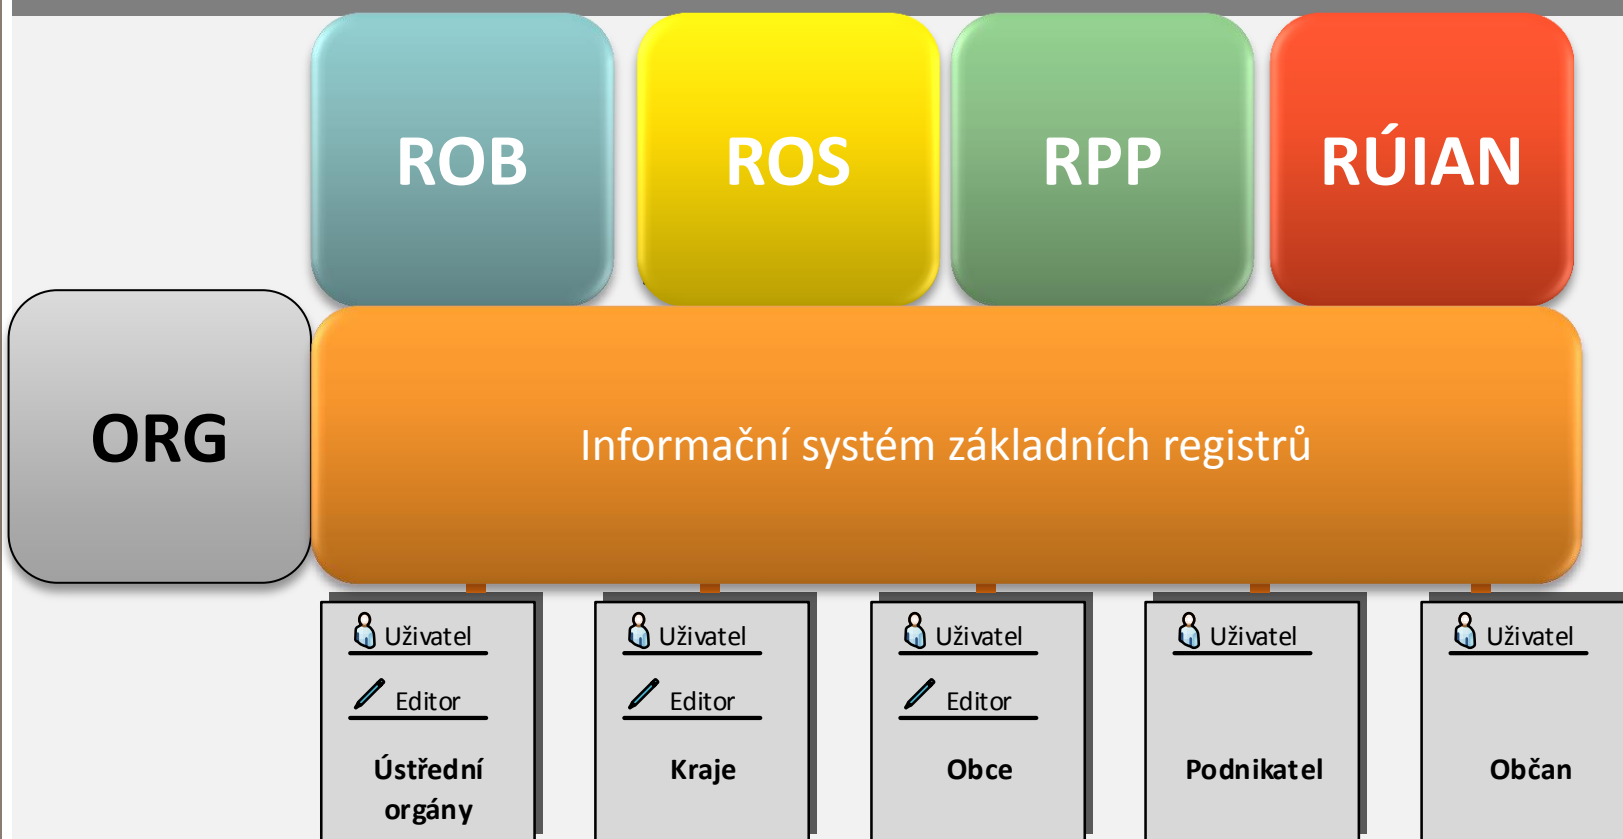 ROB ROS RPP RÚIAN
ORG
Informační systém základních registrů
Uživatel
Editor
Ústřední
orgány
Uživatel
Editor
Kraje
Uživatel
Editor
Obce
Uživatel
Podnikatel
Uživatel
Občan